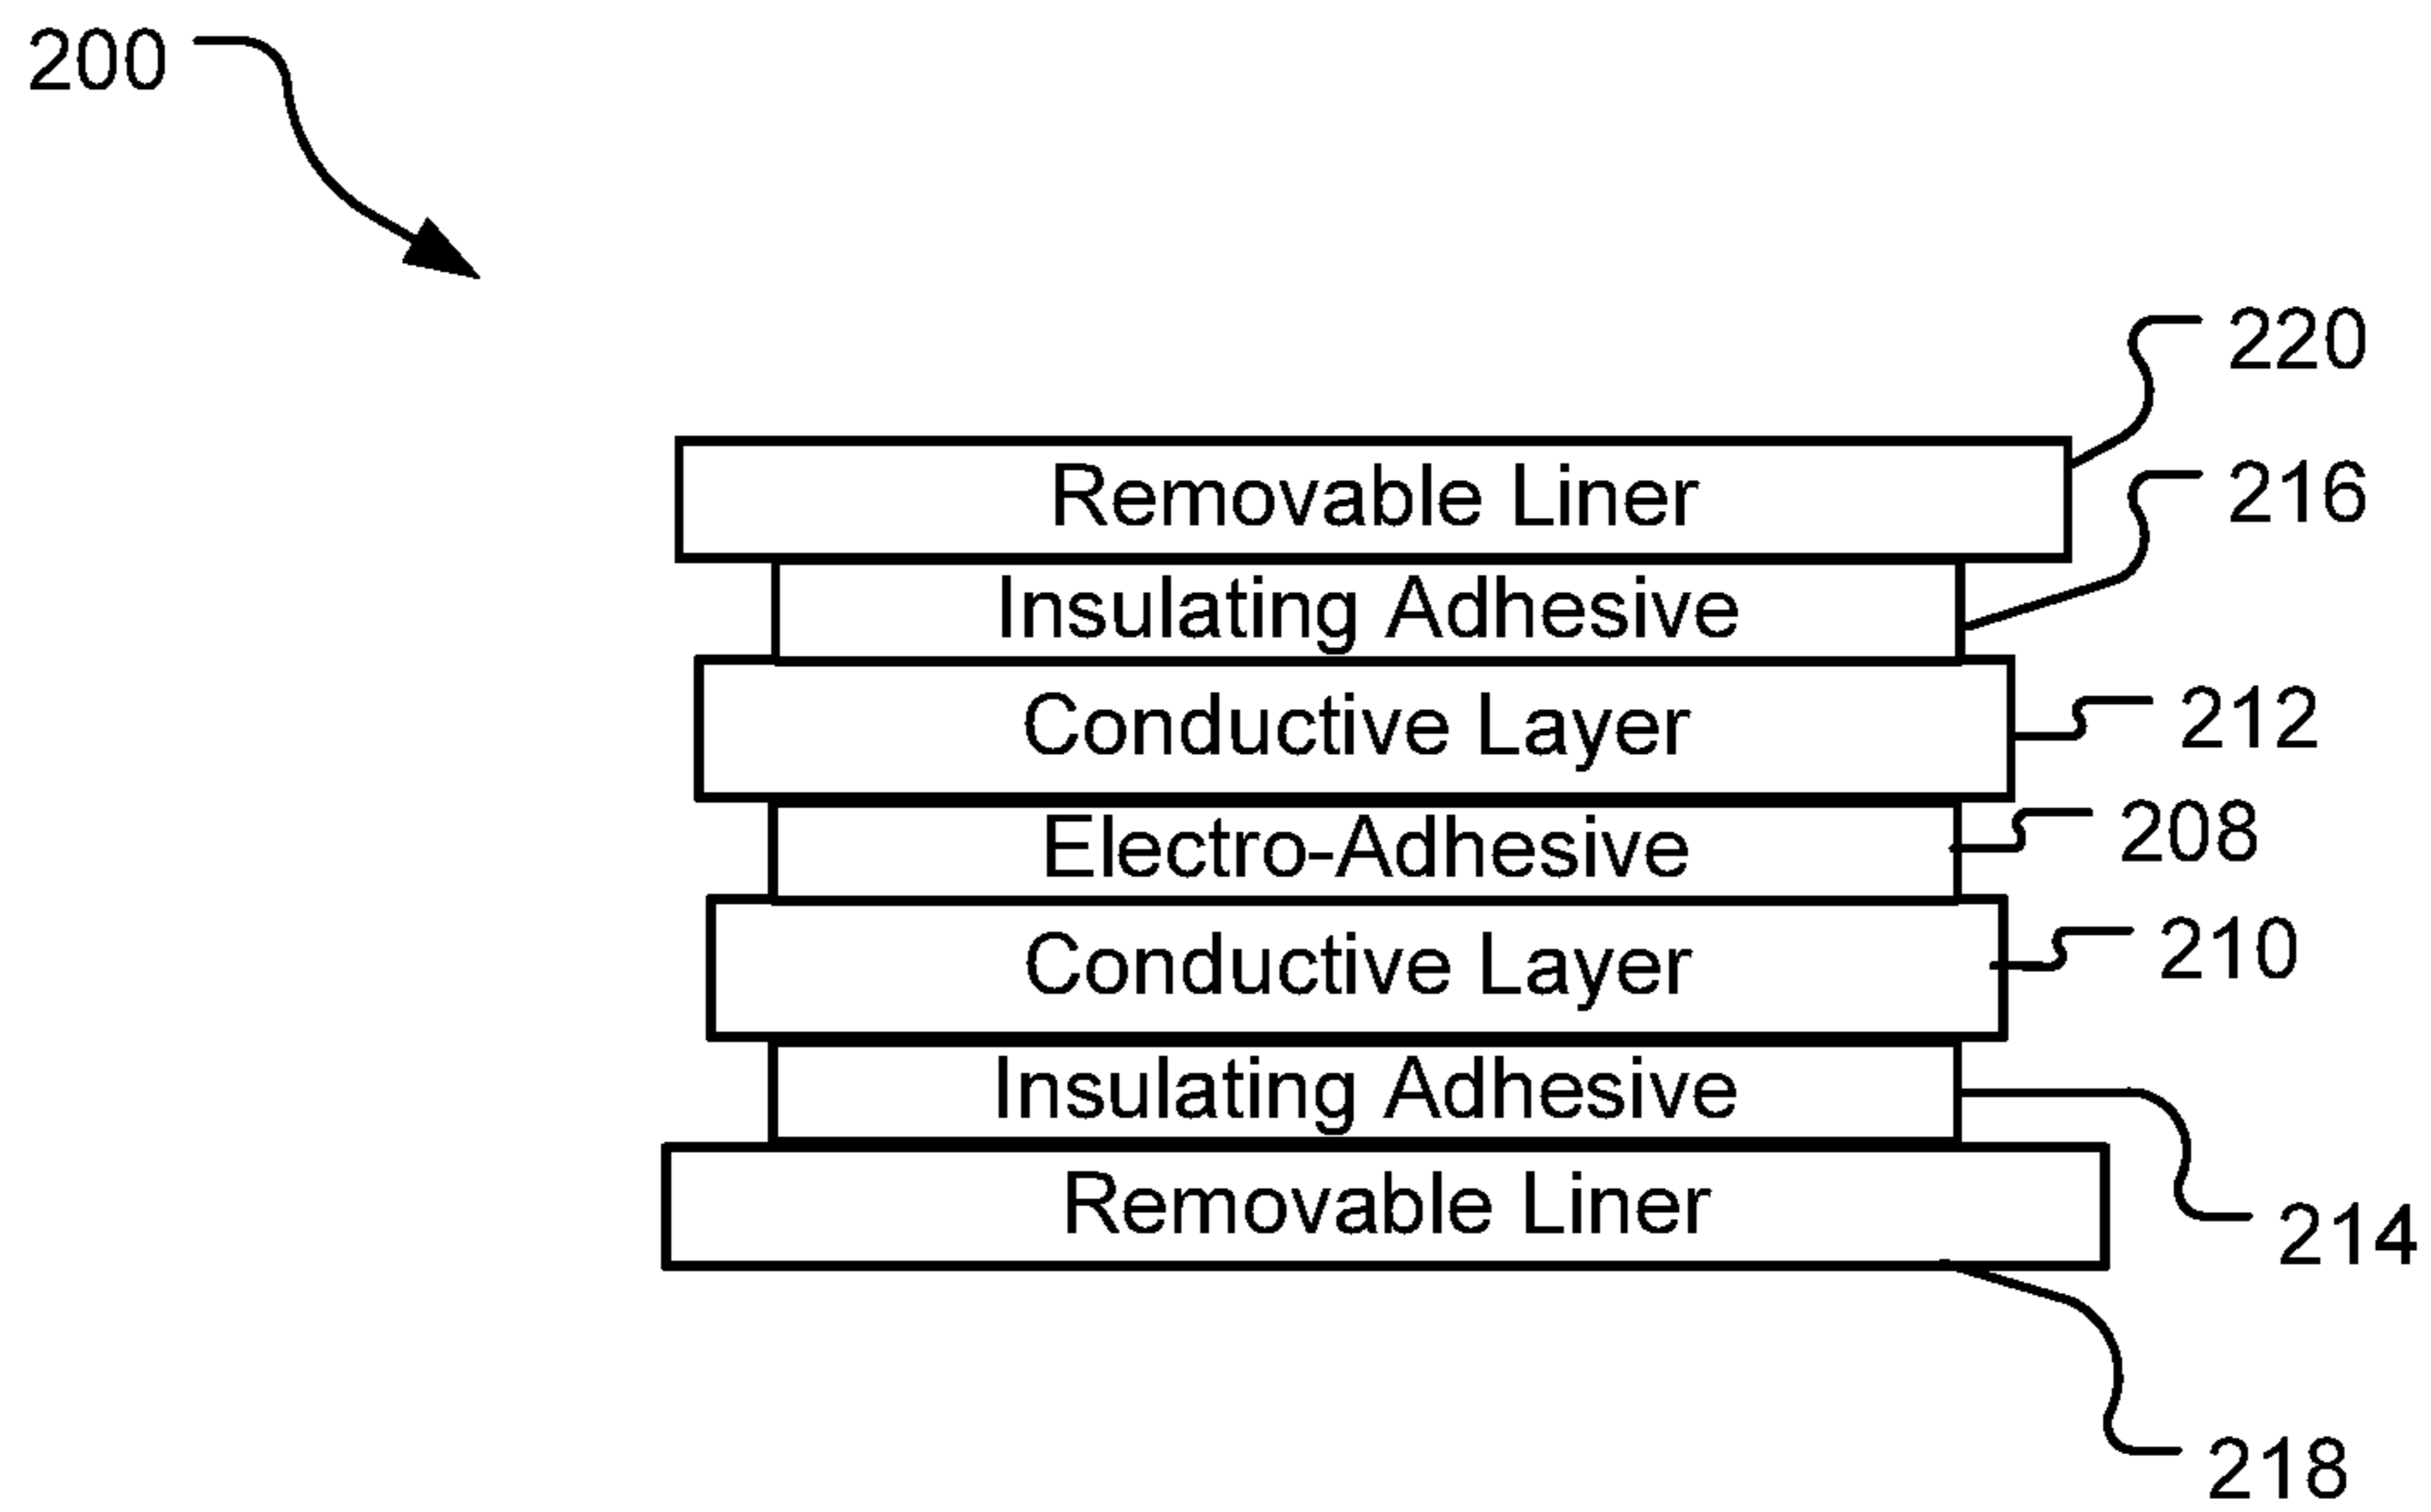 200
220
Removable Liner
216
Insulating Adhesive
Conductive Layer
212
Electro-Adhesive
208
Conductive Layer
210
Insulating Adhesive
Removable Liner
214
218